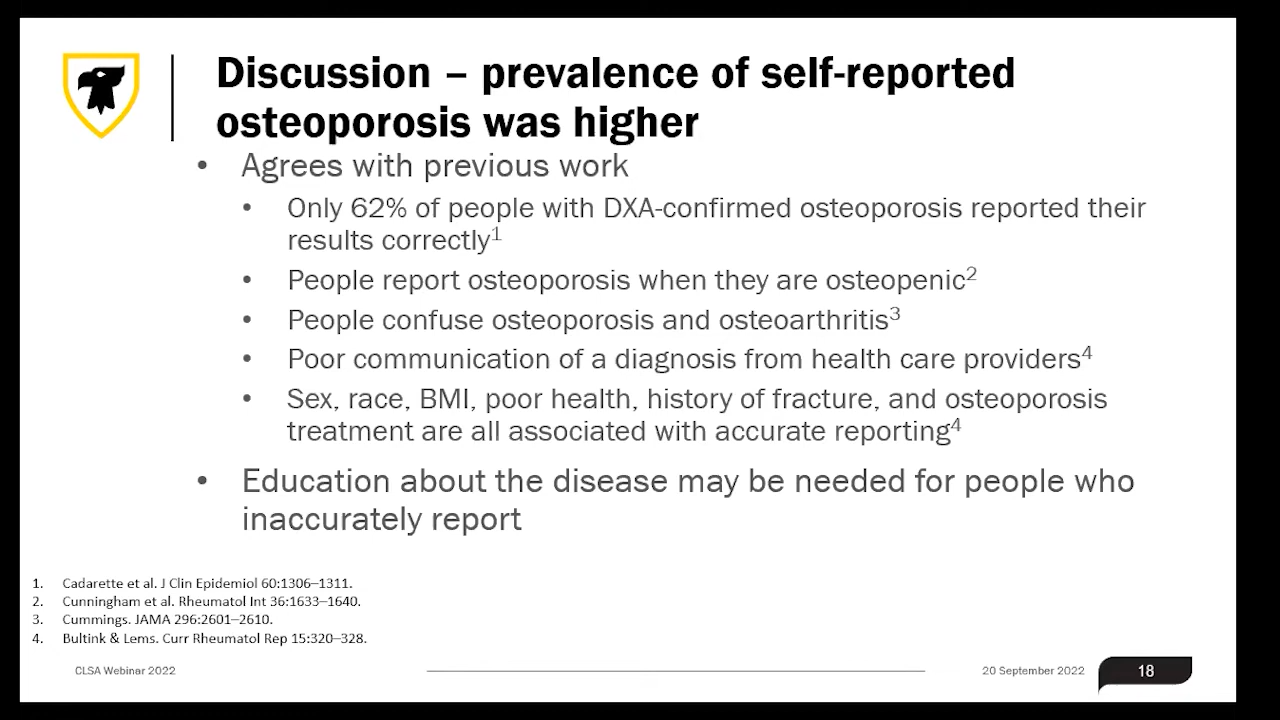 Discussion – prevalence of self-reported
osteoporosis was higher
• Agrees with previous work
• Only 62% of people with DXA-confirmed osteoporosis reported their
results correctly1
• People report osteoporosis when they are osteopenic2
• People confuse osteoporosis and osteoarthritis3
• Poor communication of a diagnosis from health care providers4
• Sex, race, BMI, poor health, history of fracture, and osteoporosis
treatment are all associated with accurate reporting4
• Education about the disease may be needed for people who
inaccurately report
1. Cadarette et al. J Clin Epidemiol 60:1306–1311.
2. Cunningham et al. Rheumatol Int 36:1633–1640.
3. Cummings. JAMA 296:2601–2610.
4. Bultink & Lems. Curr Rheumatol Rep 15:320–328.
CLSA Webinar 2022
20 September 2022
18